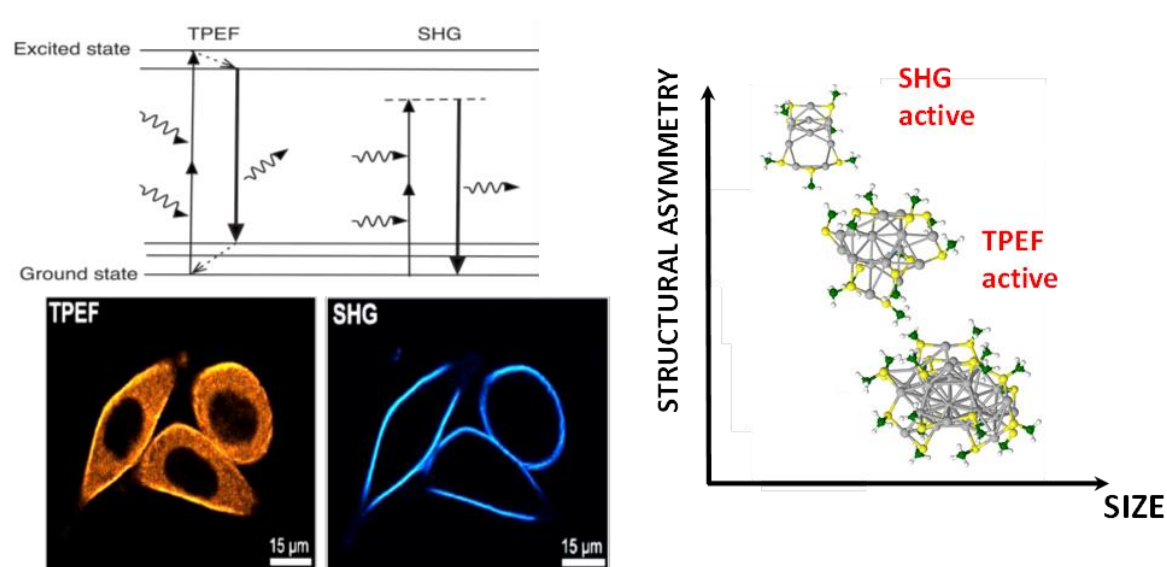 TPEF
SHG
Excited state
Ground state
TPEF
15 µm
SHG
15 µm
STRUCTURAL ASYMMETRY
SHG
active
TPEF
active
SIZE